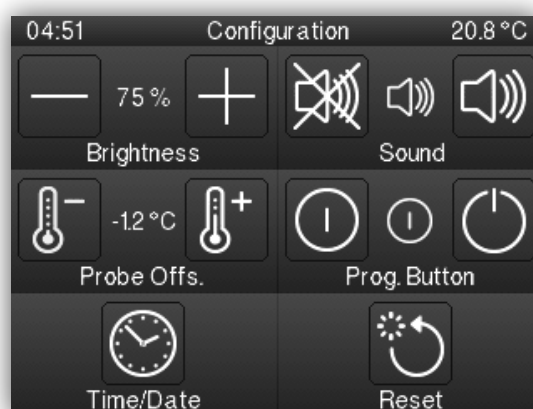 04:51 Configuration 20.8 °C
75 %
Brightness Sound
-1.2 °C
Probe Offs. Prog. Button
Time/Date Reset